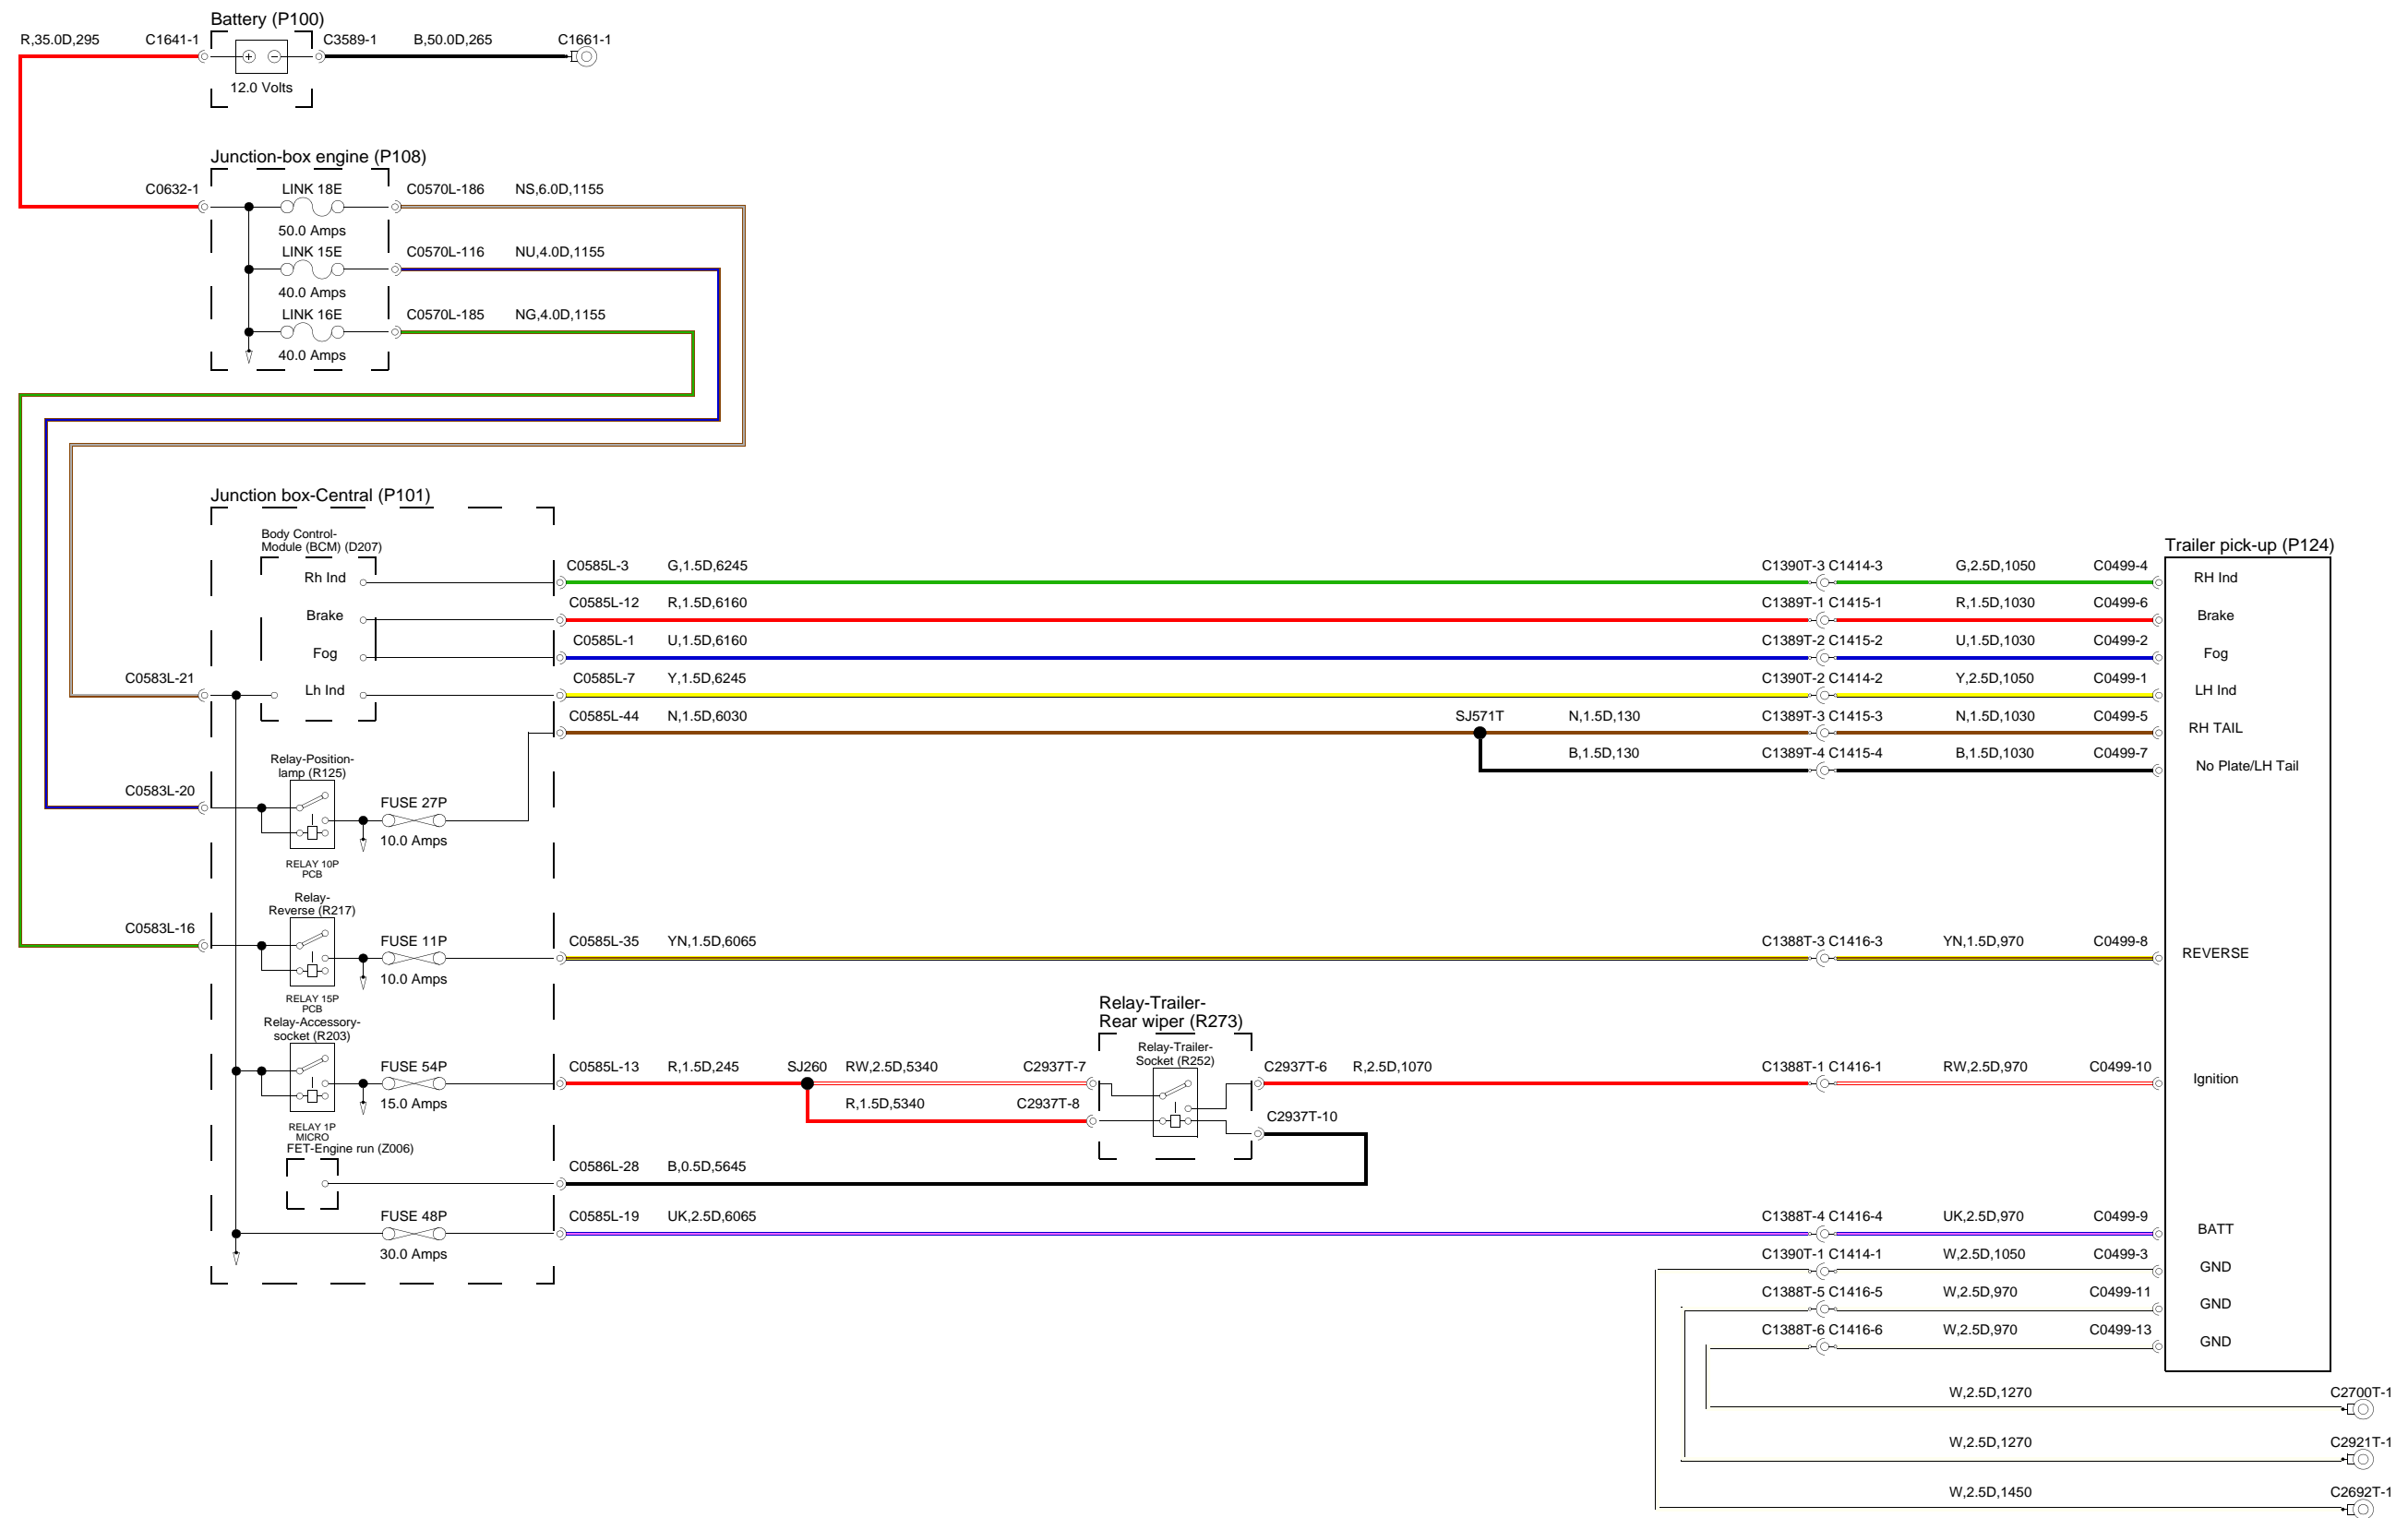 Battery (P100)
R,35.0D,295 C1641-1 C3589-1 B,50.0D,265 C1661-1
12.0 Volts
Junction-box engine (P108)
C0632-1 LINK 18E C0570L-186 NS,6.0D,1155
50.0 Amps
LINK 15E C0570L-116 NU,4.0D,1155
40.0 Amps
LINK 16E C0570L-185 NG,4.0D,1155
40.0 Amps
Junction box-Central (P101)
Body Control-
Module (BCM) (D207)
Trailer pick-up (P124)
Rh Ind C0585L-3 G,1.5D,6245 C1390T-3 C1414-3 G,2.5D,1050 C0499-4 RH Ind
Brake C0585L-12 R,1.5D,6160 C1389T-1 C1415-1 R,1.5D,1030 C0499-6 Brake
Fog C0585L-1 U,1.5D,6160 C1389T-2 C1415-2 U,1.5D,1030 C0499-2 Fog
C0583L-21 Lh Ind C0585L-7 Y,1.5D,6245 C1390T-2 C1414-2 Y,2.5D,1050 C0499-1 LH Ind
C0585L-44 N,1.5D,6030 SJ571T N,1.5D,130 C1389T-3 C1415-3 N,1.5D,1030 C0499-5 RH TAIL
B,1.5D,130 C1389T-4 C1415-4 B,1.5D,1030 C0499-7 No Plate/LH Tail
Relay-Position-
lamp (R125)
C0583L-20 FUSE 27P
10.0 Amps
RELAY 10P
PCB
Relay-
Reverse (R217)
C0583L-16 FUSE 11P C0585L-35 YN,1.5D,6065 C1388T-3 C1416-3 YN,1.5D,970 C0499-8 REVERSE
10.0 Amps
RELAY 15P
PCB
Relay-Trailer-
Rear wiper (R273)
Relay-Accessory-
socket (R203)
Relay-Trailer-
Socket (R252)
FUSE 54P C0585L-13 R,1.5D,245 SJ260 RW,2.5D,5340 C2937T-7 C2937T-6 R,2.5D,1070 C1388T-1 C1416-1 RW,2.5D,970 C0499-10 Ignition
15.0 Amps R,1.5D,5340 C2937T-8 C2937T-10
RELAY 1P
MICRO
FET-Engine run (Z006)
C0586L-28 B,0.5D,5645
FUSE 48P C0585L-19 UK,2.5D,6065 C1388T-4 C1416-4 UK,2.5D,970 C0499-9 BATT
30.0 Amps C1390T-1 C1414-1 W,2.5D,1050 C0499-3 GND
C1388T-5 C1416-5 W,2.5D,970 C0499-11 GND
C1388T-6 C1416-6 W,2.5D,970 C0499-13 GND
W,2.5D,1270 C2700T-1
W,2.5D,1270 C2921T-1
W,2.5D,1450 C2692T-1